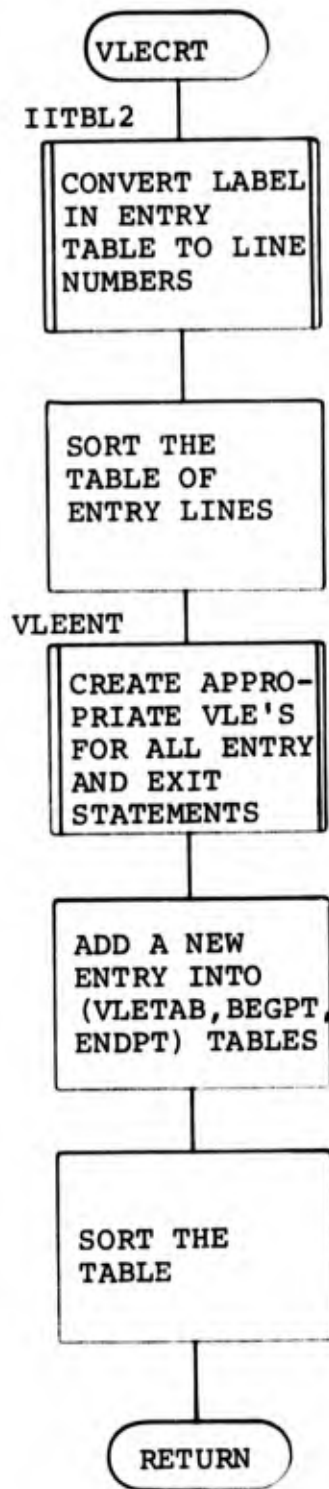 VLECRT
IITBL2
CONVERT LABEL
IN ENTRY
TABLE TO LINE
NUMBERS
SORT THE
TABLE OF
ENTRY LINES
VLEENT
CREATE APPRO-
PRIATE VLE'S
FOR ALL ENTRY
AND EXIT
STATEMENTS
ADD A NEW
ENTRY INTO
(VLETAB,BEGPT,
ENDPT) TABLES
SORT THE
TABLE
RETURN